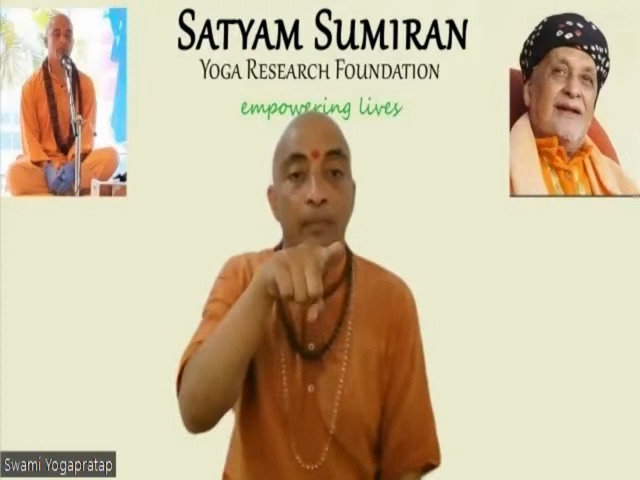 SATYAM SUMIRAN
YOGA RESEARCH FOUNDATION
empowering lives
Swami Yogapratap